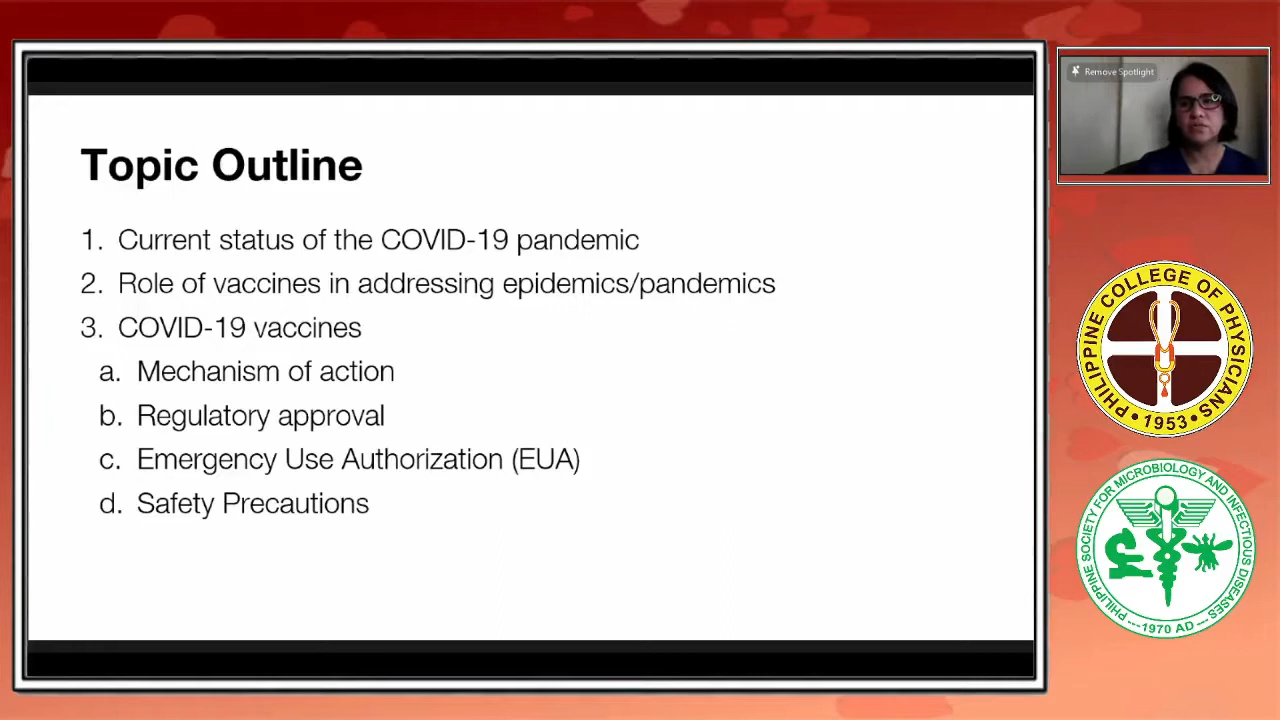 Topic Outline
1. Current status of the COVID-19 pandemic
2. Role of vaccines in addressing epidemics/pandemics
3. COVID-19 vaccines
a. Mechanism of action
b. Regulatory approval
c. Emergency Use Authorization (EUA)
d. Safety Precautions
Remove Spotlight
PHILIPPINE COLLEGE OF PHYSICIANS
• 1953 •
PHILIPPINE SOCIETY FOR MICROBIOLOGY AND INFECTIOUS DISEASES
---1970 AD---